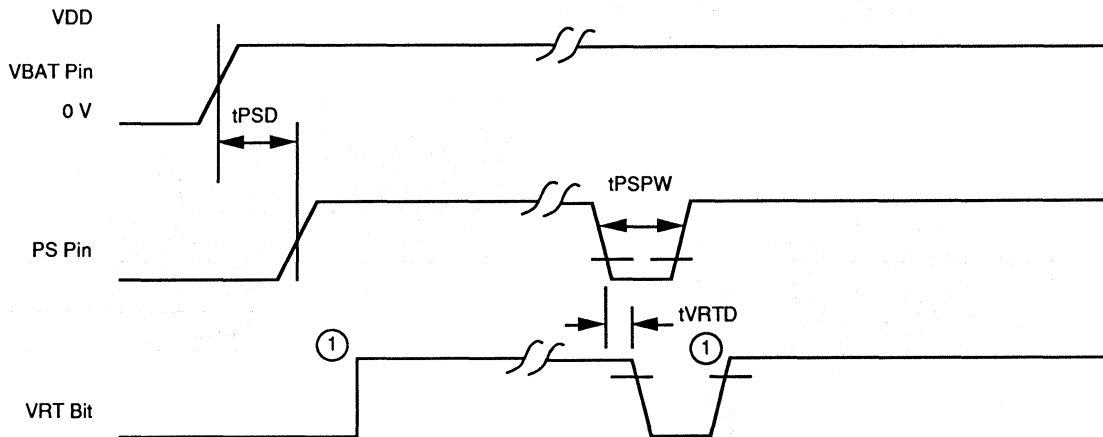 VDD
VBAT Pin
0 V
tPSD
tPSPW
PS Pin
tVRTD
1
1
VRT Bit